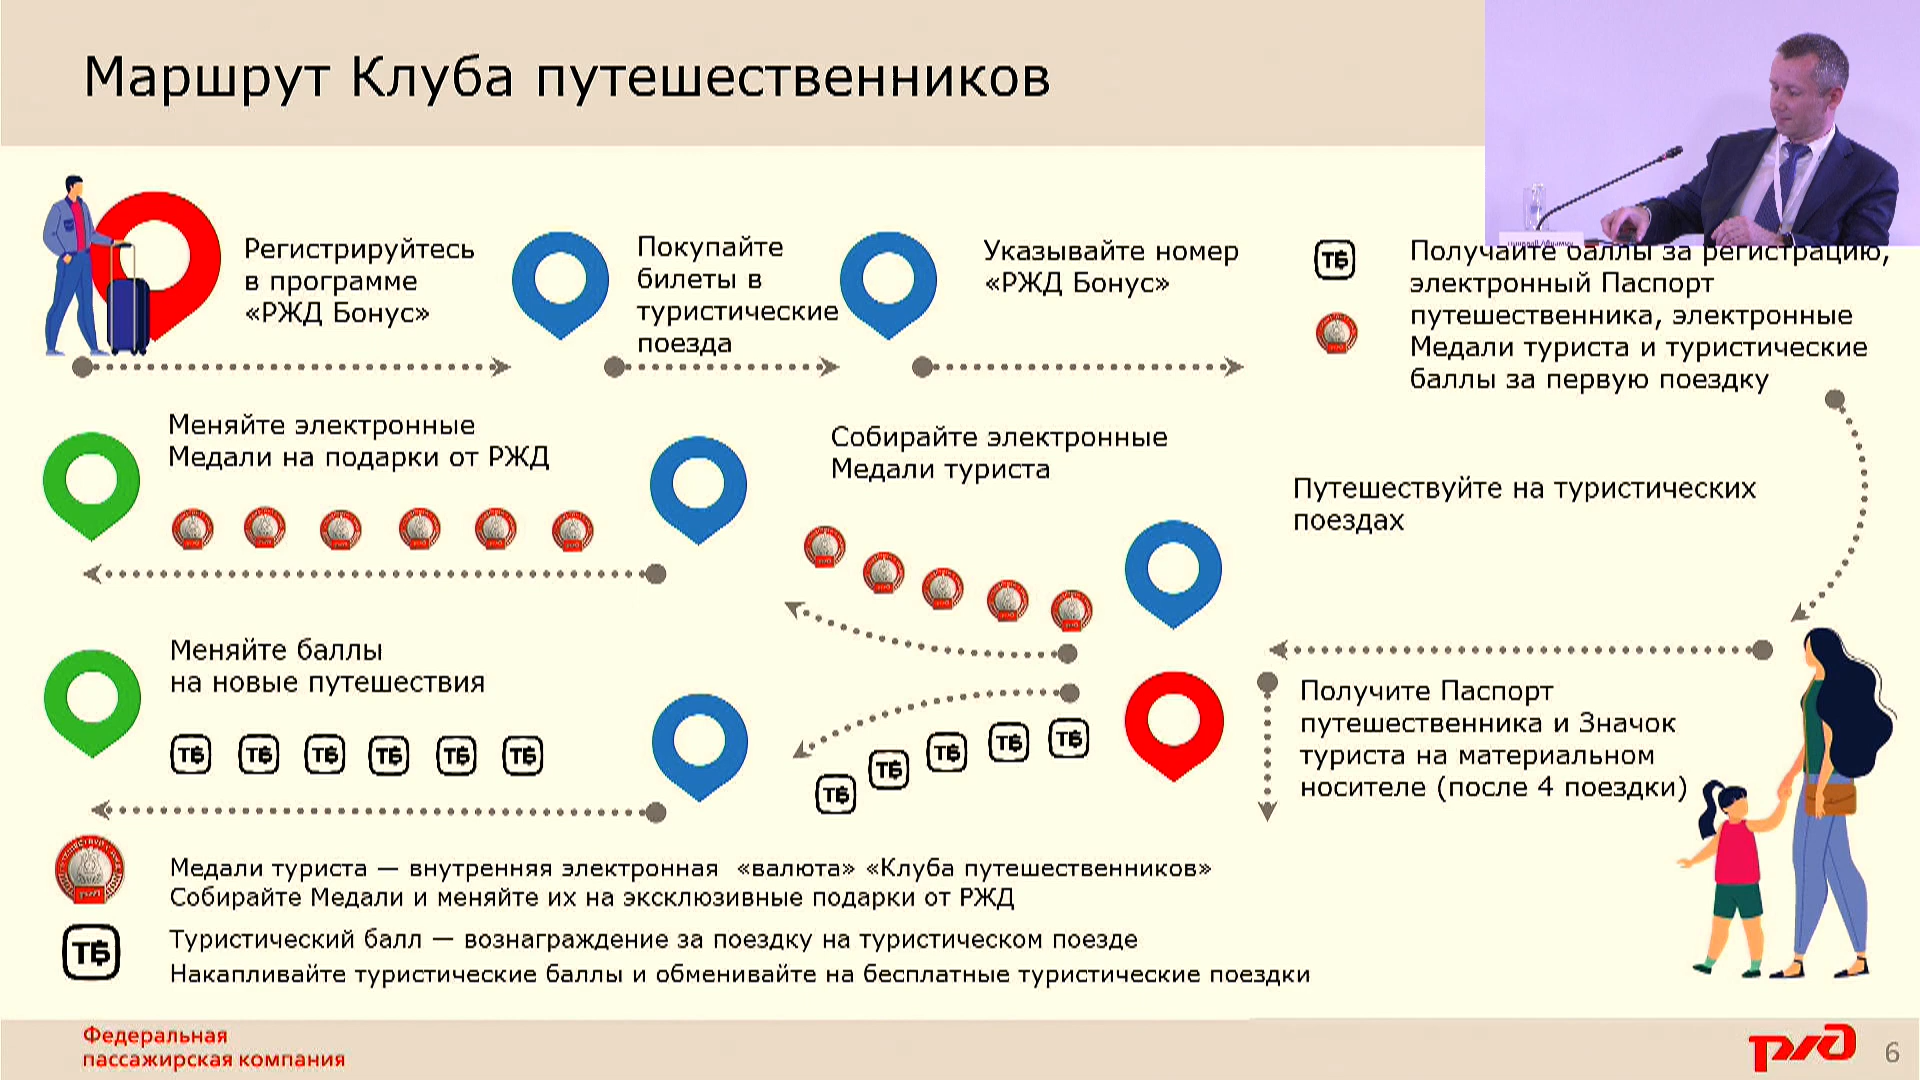 Маршрут Клуба путешественников
Регистрируйтесь
в программе
«РЖД Бонус»
Покупайте
билеты в
туристические
поезда
Указывайте номер
«РЖД Бонус»
ТБ
Получайте баллы за регистрацию,
электронный Паспорт
путешественника, электронные
Медали туриста и туристические
баллы за первую поездку
Меняйте электронные
Медали на подарки от РЖД
Собирайте электронные
Медали туриста
Путешествуйте на туристических
поездах
Меняйте баллы
на новые путешествия
ТБ ТБ ТБ ТБ ТБ ТБ
ТБ ТБ ТБ ТБ ТБ
Получите Паспорт
путешественника и Значок
туриста на материальном
носителе (после 4 поездки)
Медали туриста — внутренняя электронная «валюта» «Клуба путешественников»
Собирайте Медали и меняйте их на эксклюзивные подарки от РЖД
ТБ
Туристический балл — вознаграждение за поездку на туристическом поезде
Накапливайте туристические баллы и обменивайте на бесплатные туристические поездки
Федеральная
пассажирская компания
РЖД
6